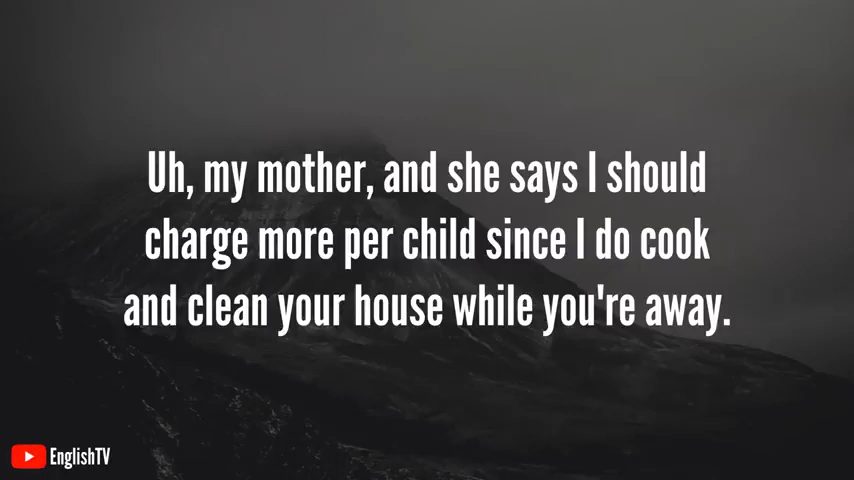 Uh, my mother, and she says I should
charge more per child since I do cook
and clean your house while you're away.
EnglishTV